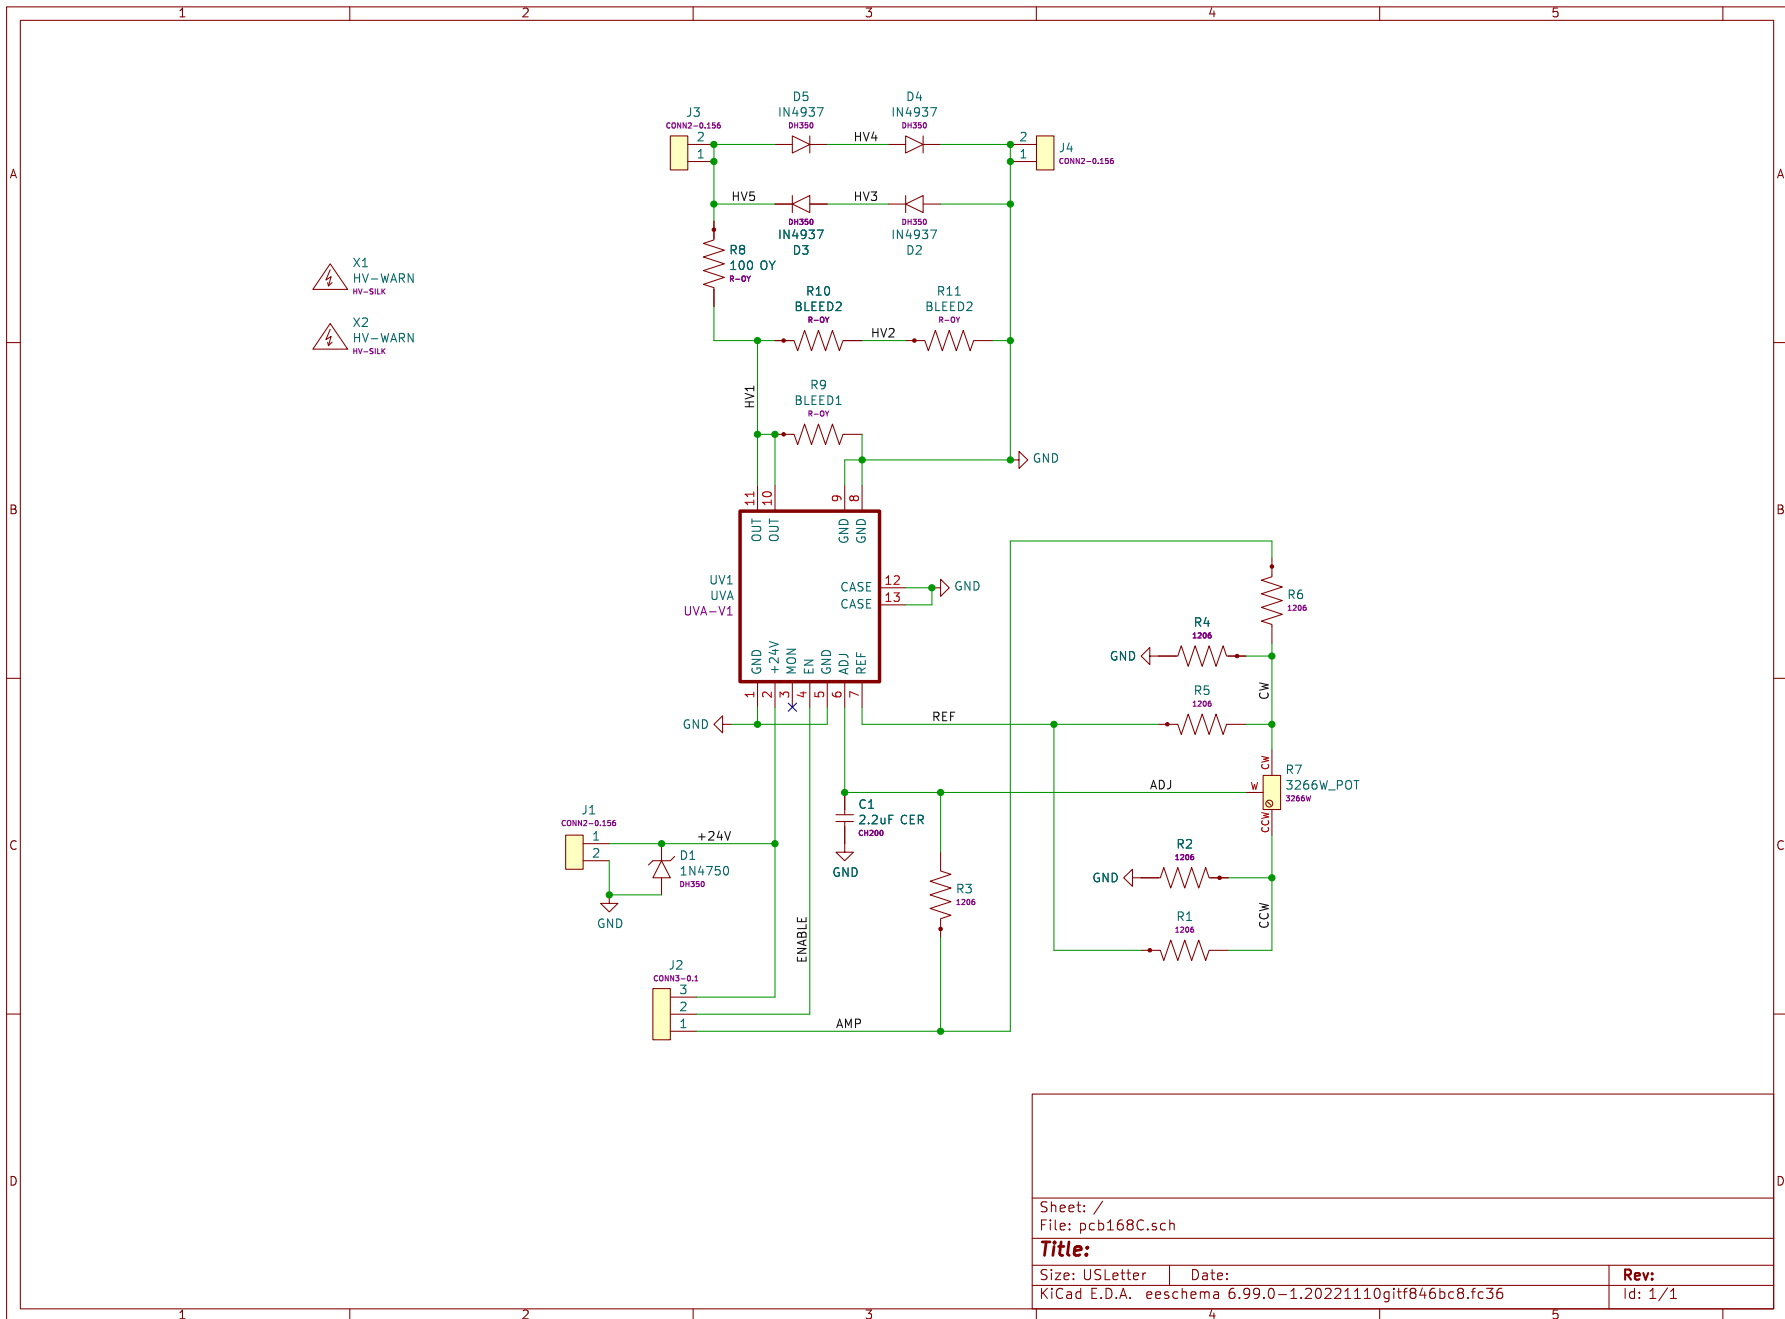 1 2 3 4 5
A
B
C
D
A
B
C
D
1 2 3 4 5
J3
CONN2-0.156
2
1
D5
IN4937
DH350
HV4
D4
IN4937
DH350
2
1
J4
CONN2-0.156
HV5
HV3
DH350
IN4937
D3
DH350
IN4937
D2
R8
100 OY
R-OY
X1
HV-WARN
HV-SILK
X2
HV-WARN
HV-SILK
R10
BLEED2
R-OY
HV2
R11
BLEED2
R-OY
HV1
R9
BLEED1
R-OY
GND
11
10
9
8
OUT
OUT
GND
GND
UV1
UVA
UVA-V1
CASE
CASE
12
13
GND
GND
+24V
MON
EN
GND
ADJ
REF
1
2
3
4
5
6
7
GND
REF
R6
1206
R4
1206
GND
CW
R5
1206
CW
R7
3266W_POT
3266W
W
CCW
ADJ
C1
2.2uF CER
CH200
GND
J1
CONN2-0.156
1
2
+24V
D1
1N4750
DH350
GND
R2
1206
GND
CCW
R1
1206
R3
1206
ENABLE
J2
CONN3-0.1
3
2
1
AMP
Sheet: /
File: pcb168C.sch
Title:
Size: USLetter Date: Rev:
KiCad E.D.A. eeschema 6.99.0-1.20221110gitf846bc8.fc36 Id: 1/1